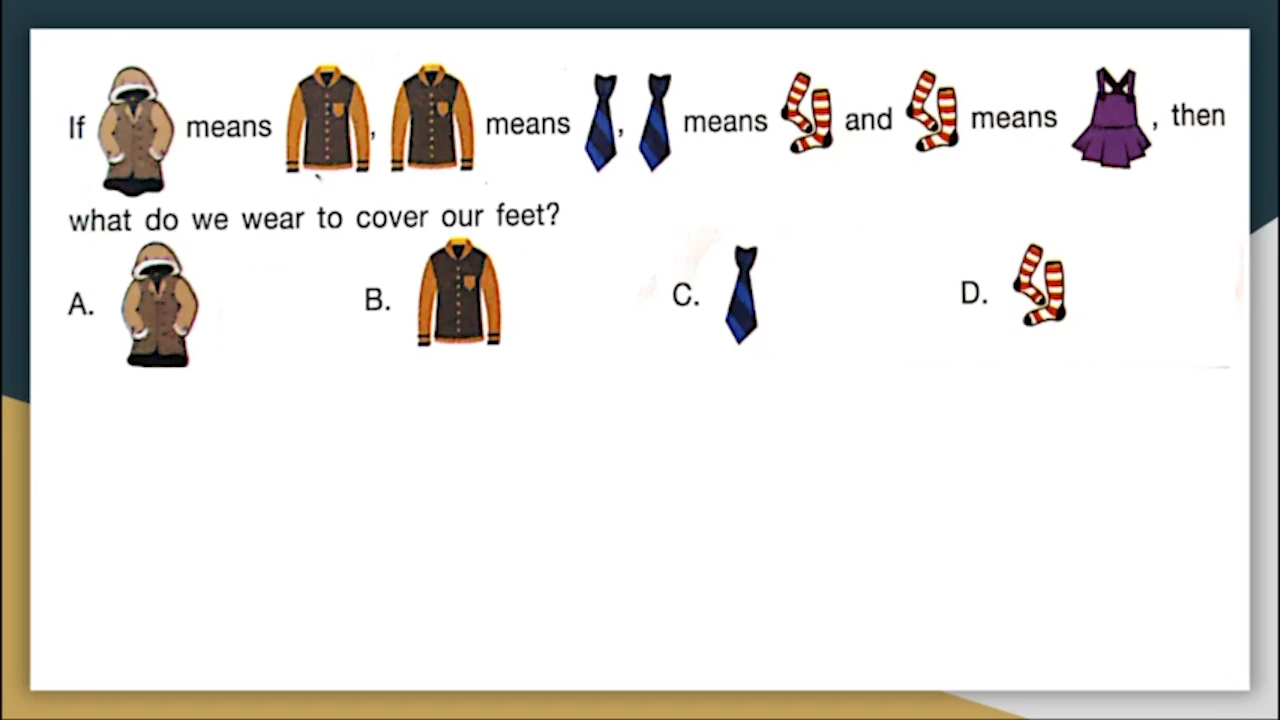 If means , means , means and means , then
what do we wear to cover our feet?
A. B. C. D.